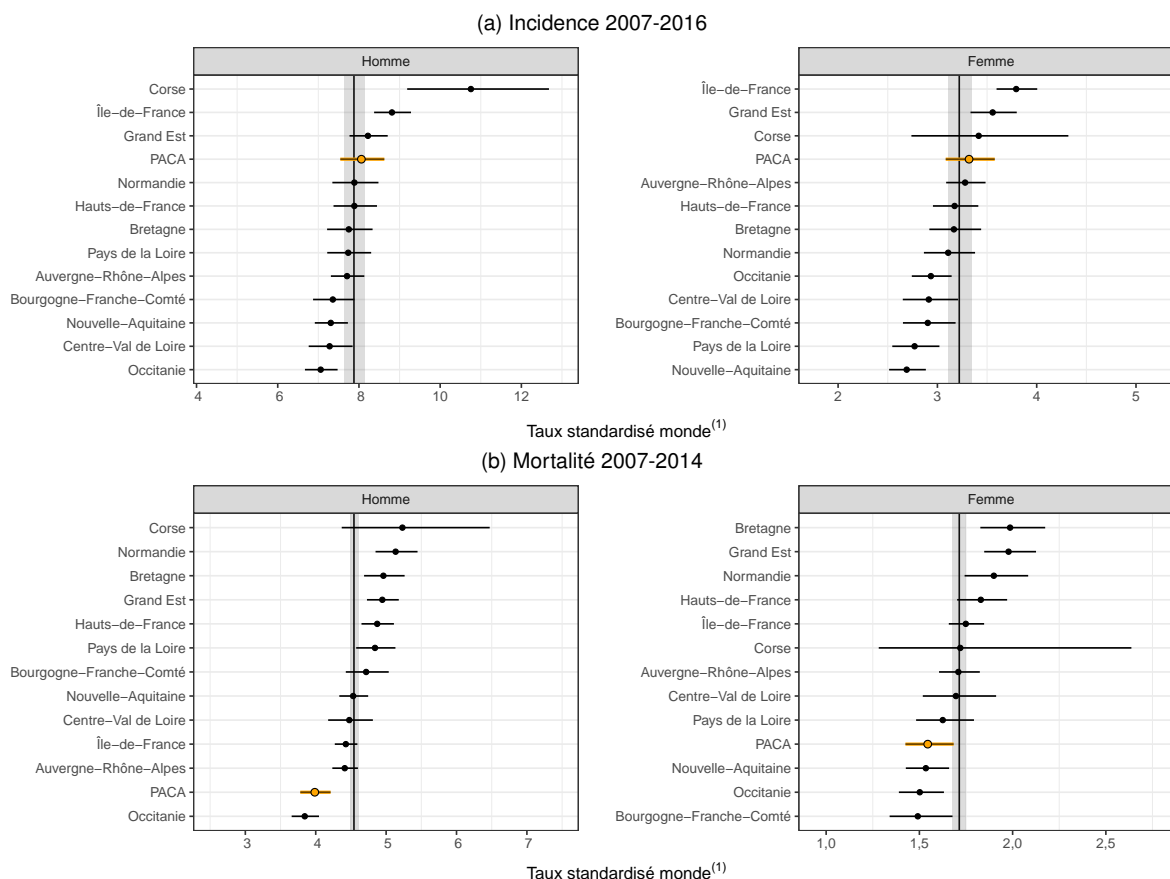 (a) Incidence 2007-2016
Homme
Corse
Île−de−France
Grand Est
PACA
Normandie
Hauts−de−France
Bretagne
Pays de la Loire
Auvergne−Rhône−Alpes
Bourgogne−Franche−Comté
Nouvelle−Aquitaine
Centre−Val de Loire
Occitanie
4 6 8 10 12
Femme
Île−de−France
Grand Est
Corse
PACA
Auvergne−Rhône−Alpes
Hauts−de−France
Bretagne
Normandie
Occitanie
Centre−Val de Loire
Bourgogne−Franche−Comté
Pays de la Loire
Nouvelle−Aquitaine
2 3 4 5
Taux standardisé monde(1)
(b) Mortalité 2007-2014
Homme
Corse
Normandie
Bretagne
Grand Est
Hauts−de−France
Pays de la Loire
Bourgogne−Franche−Comté
Nouvelle−Aquitaine
Centre−Val de Loire
Île−de−France
Auvergne−Rhône−Alpes
PACA
Occitanie
3 4 5 6 7
Femme
Bretagne
Grand Est
Normandie
Hauts−de−France
Île−de−France
Corse
Auvergne−Rhône−Alpes
Centre−Val de Loire
Pays de la Loire
PACA
Nouvelle−Aquitaine
Occitanie
Bourgogne−Franche−Comté
1,0 1,5 2,0 2,5
Taux standardisé monde(1)